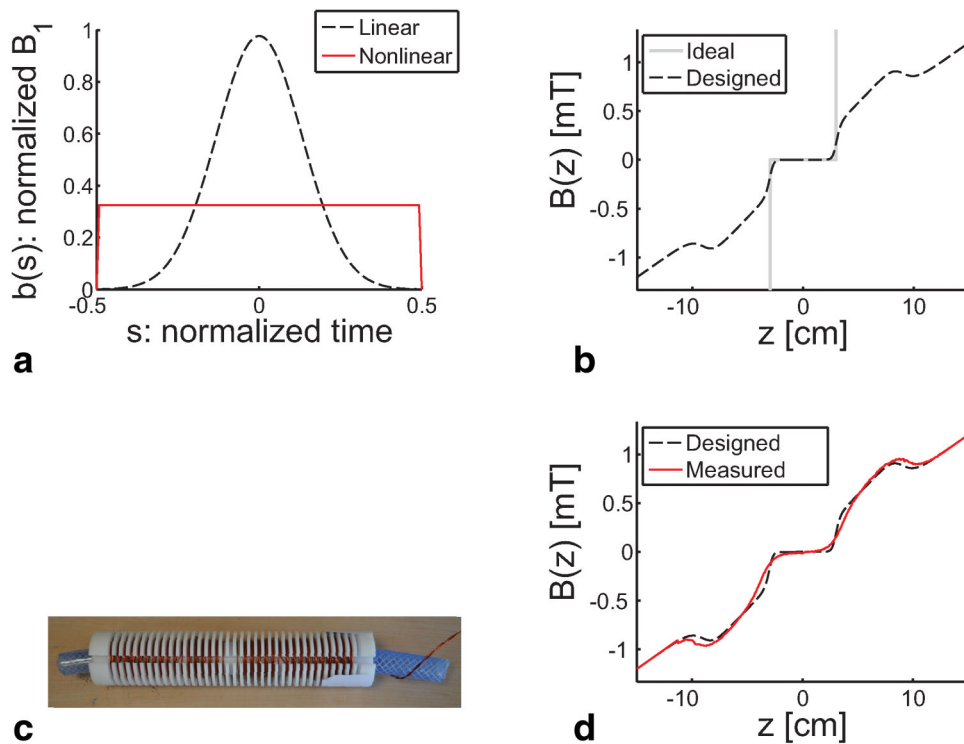 Linear
Nonlinear
b(s): normalized B1
1
0.8
0.6
0.4
0.2
0
-0.5
0
0.5
s: normalized time
a
Ideal
Designed
B(z) [mT]
1
0.5
0
-0.5
-1
-10
0
10
z [cm]
b
c
Designed
Measured
B(z) [mT]
1
0.5
0
-0.5
-1
-10
0
10
z [cm]
d